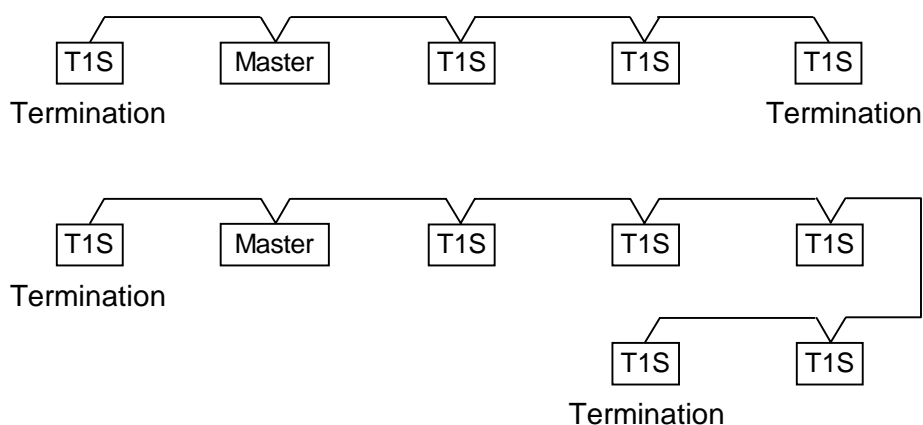 T1S Master T1S T1S T1S
Termination Termination
T1S Master T1S T1S T1S
Termination
T1S T1S
Termination